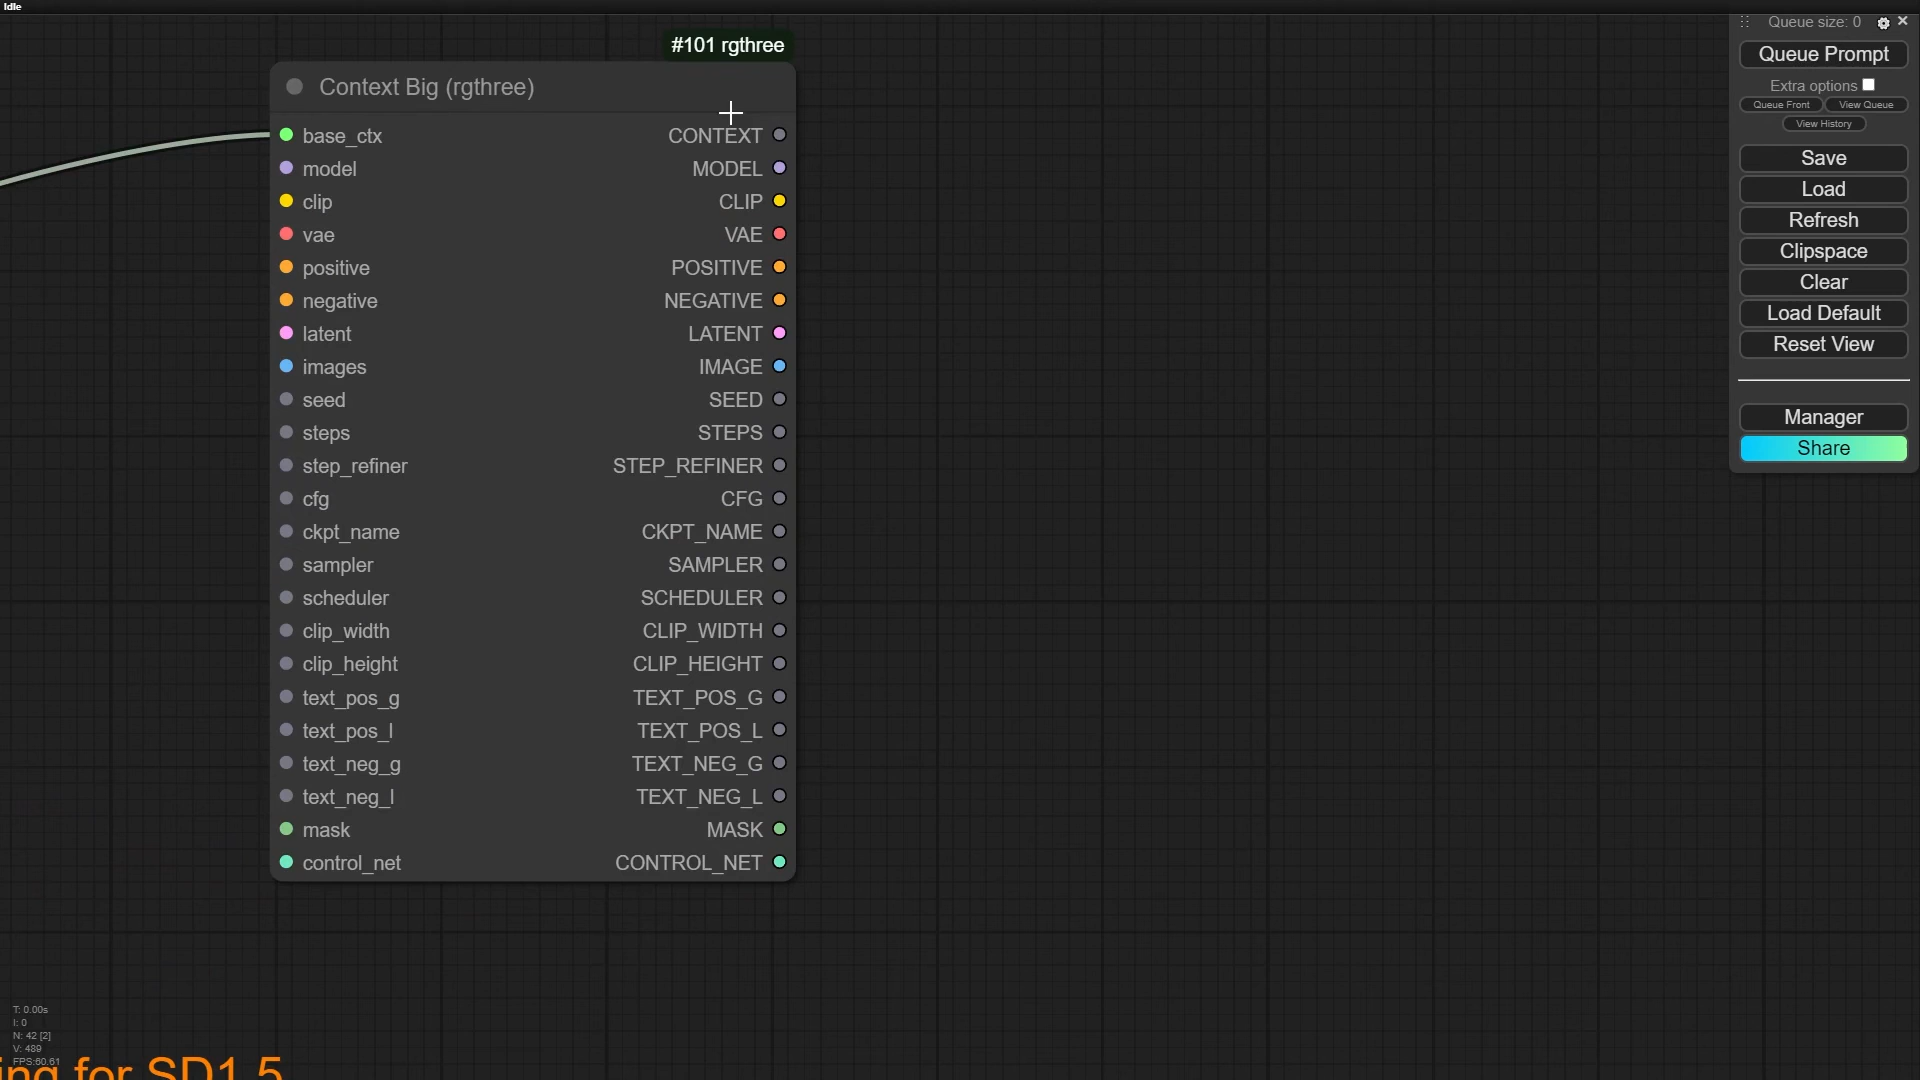 Idle
#101 rgthree
Queue size: 0
Queue Prompt
Extra options
Queue Front
View Queue
View History
Save
Load
Refresh
Clipspace
Clear
Load Default
Reset View
Manager
Share
Context Big (rgthree)
base_ctx CONTEXT
model MODEL
clip CLIP
vae VAE
positive POSITIVE
negative NEGATIVE
latent LATENT
images IMAGE
seed SEED
steps STEPS
step_refiner STEP_REFINER
cfg CFG
ckpt_name CKPT_NAME
sampler SAMPLER
scheduler SCHEDULER
clip_width CLIP_WIDTH
clip_height CLIP_HEIGHT
text_pos_g TEXT_POS_G
text_pos_l TEXT_POS_L
text_neg_g TEXT_NEG_G
text_neg_l TEXT_NEG_L
mask MASK
control_net CONTROL_NET
T: 0.00s
I: 0
N: 42 [2]
V: 489
FPS:60.61
ing for SD1.5